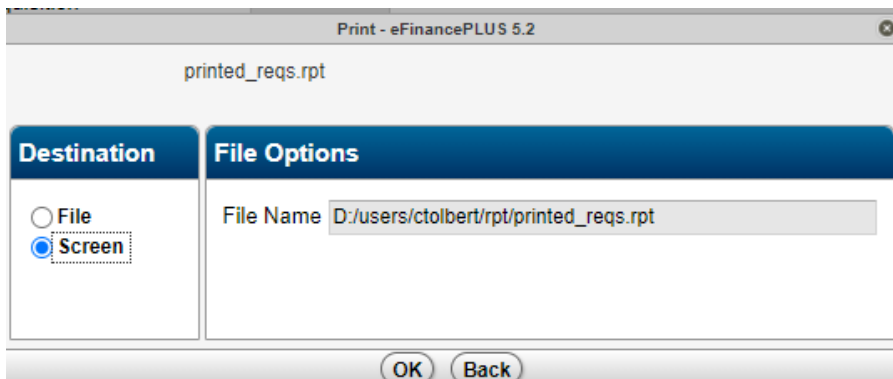 Print - eFinancePLUS 5.2
printed_reqs.rpt
Destination
File Options
File
File Name D:/users/ctolbert/rpt/printed_reqs.rpt
Screen
OK Back